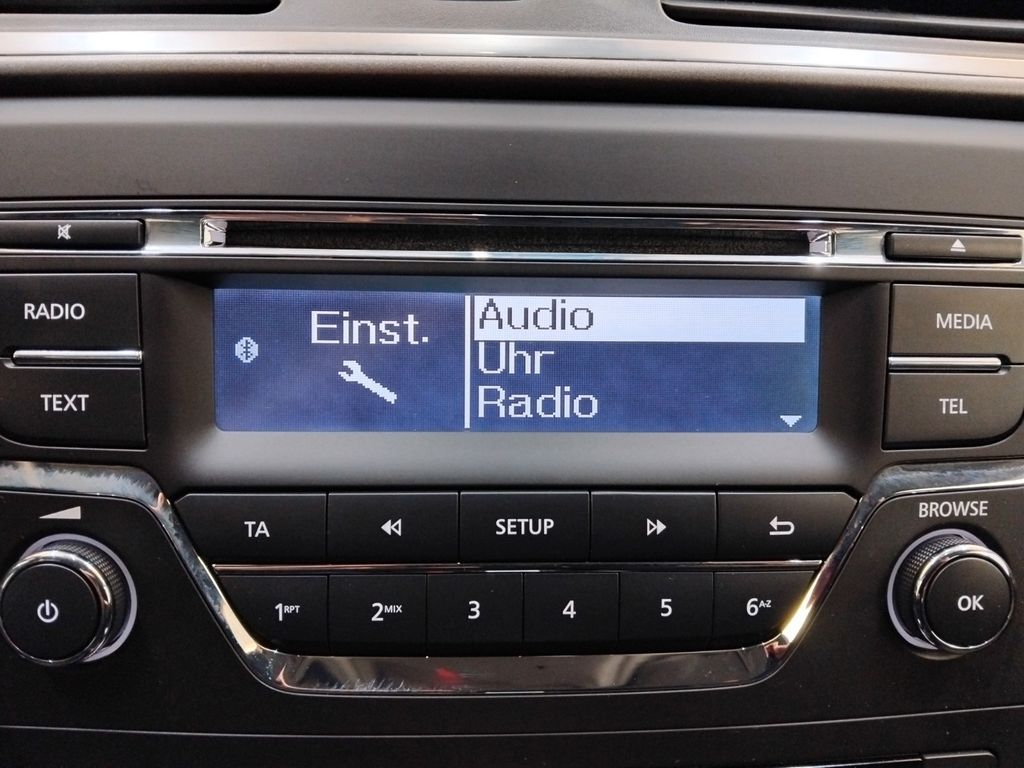 RADIO
TEXT
Einst.
Audio
Uhr
Radio
MEDIA
TEL
TA
SETUP
BROWSE
1RPT
2MIX
3
4
5
6A-Z
OK